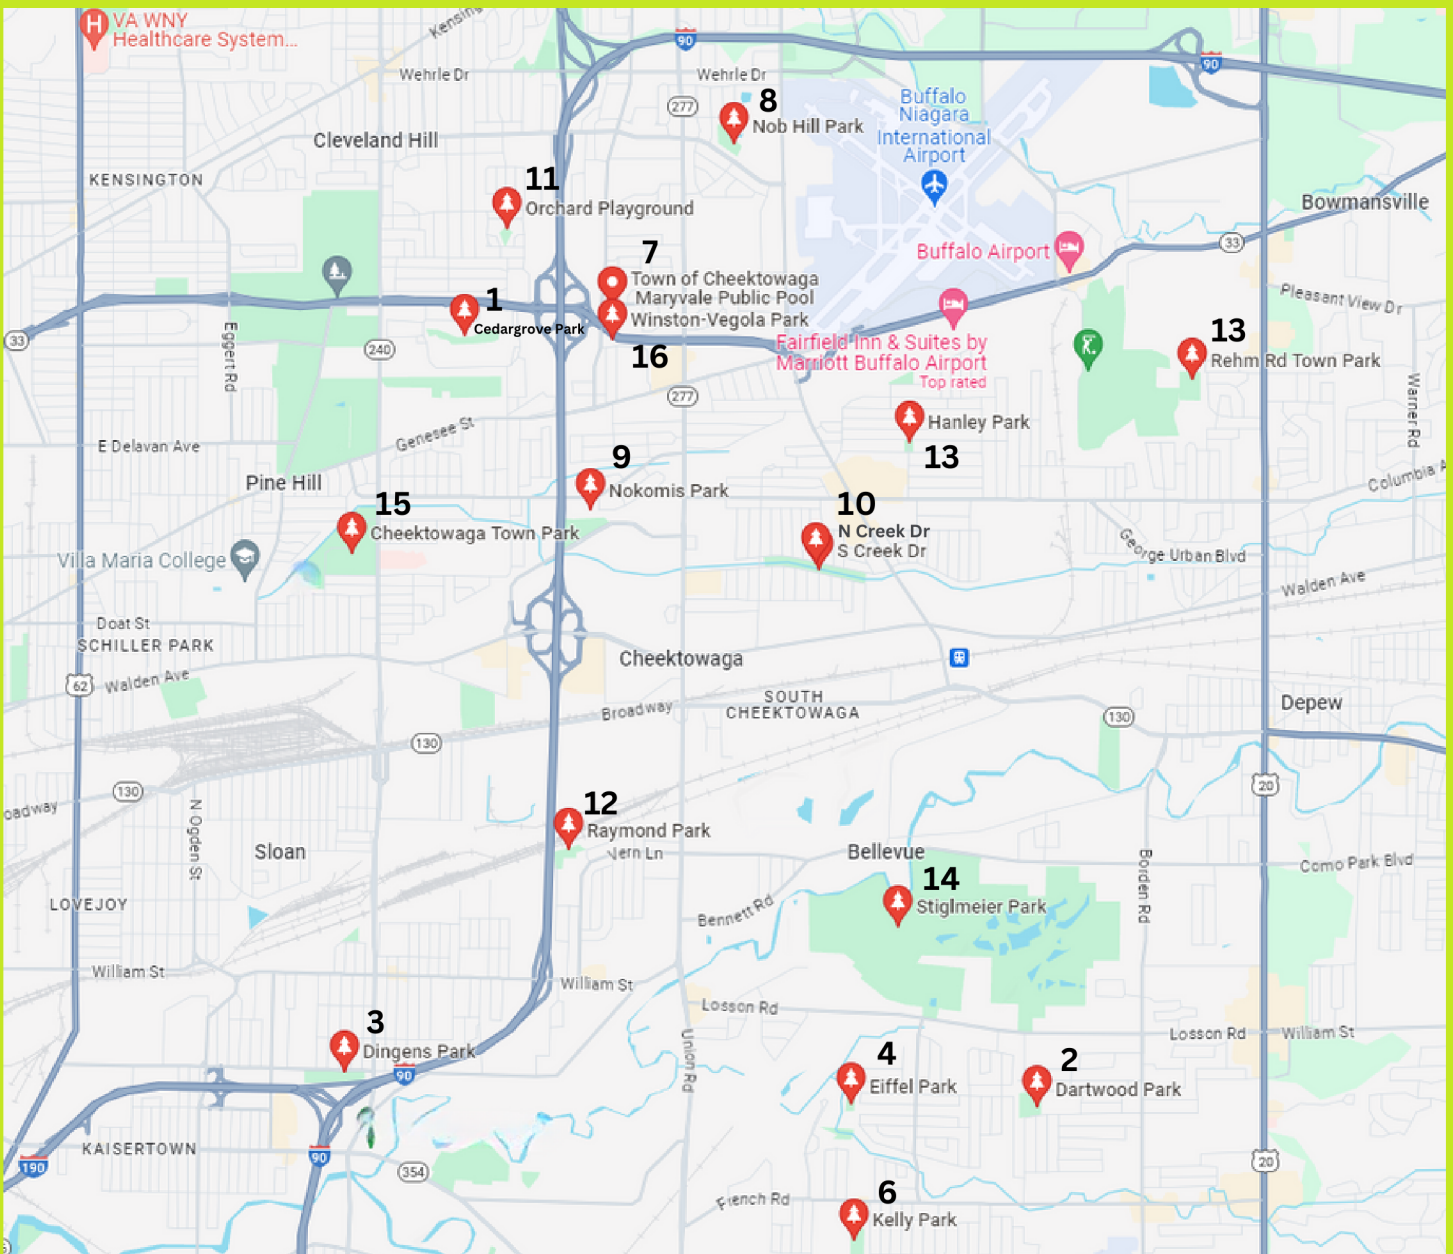 VA WNY
Healthcare System...
Kensing
90
Wehrle Dr
Wehrle Dr
90
277
8
Nob Hill Park
Buffalo
Niagara
International
Airport
Cleveland Hill
KENSINGTON
11
Orchard Playground
Bowmansville
33
7
Town of Cheektowaga
Maryvale Public Pool
Winston-Vegola Park
16
Buffalo Airport
1
Cedargrove Park
Pleasant View Dr
33
Eggert Rd
240
Fairfield Inn & Suites by
Marriott Buffalo Airport
Top rated
13
Rehm Rd Town Park
277
Warner Rd
Hanley Park
13
Genesee St
E Delavan Ave
9
Nokomis Park
Columbia A
Pine Hill
15
Cheektowaga Town Park
10
N Creek Dr
S Creek Dr
George Urban Blvd
Villa Maria College
Walden Ave
Doat St
SCHILLER PARK
Cheektowaga
62
Walden Ave
SOUTH
CHEEKTOWAGA
Broadway
130
Depew
130
20
130
oadway
N Ogden St
12
Raymond Park
Vern Ln
Sloan
Bellevue
Borden Rd
Como Park Blvd
14
Stiglmeier Park
LOVEJOY
Bennett Rd
William St
William St
Losson Rd
Losson Rd
William St
3
Dingens Park
90
Union Rd
4
Eiffel Park
2
Dartwood Park
KAISERTOWN
190
90
354
20
6
Kelly Park
French Rd